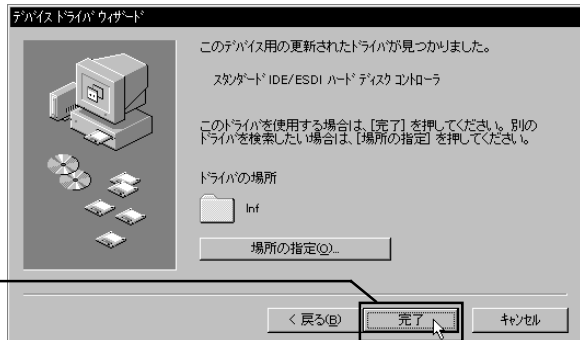 デバイス ドライバ ウィザード
このデバイス用の更新されたドライバが見つかりました。
スタンダード IDE/ESDI ハード ディスク コントローラ
このドライバを使用する場合は、[完了] を押してください。別の
ドライバを検索したい場合は、[場所の指定] を押してください。
ドライバの場所
Inf
場所の指定(O)...
< 戻る(B)
完了
キャンセル